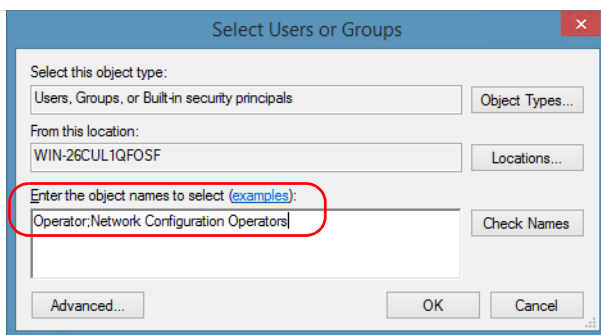 Select Users or Groups
Select this object type:
Users, Groups, or Built-in security principals
Object Types...
From this location:
WIN-26CUL1QFOSF
Locations...
Enter the object names to select (examples):
Operator;Network Configuration Operators
Check Names
Advanced...
OK
Cancel